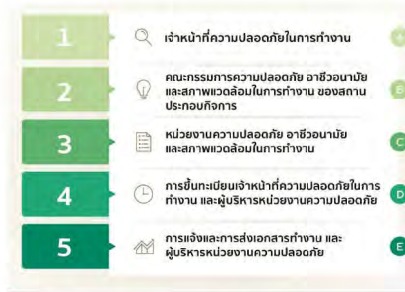 1
เจ้าหน้าที่ความปลอดภัยในการทำงาน
2
คณะกรรมการความปลอดภัย อาชีวอนามัย
และสภาพแวดล้อมในการทำงาน ของสถาน
ประกอบกิจการ
B
3
หน่วยงานความปลอดภัย อาชีวอนามัย
และสภาพแวดล้อมในการทำงาน
C
4
การขึ้นทะเบียนเจ้าหน้าที่ความปลอดภัยในการ
ทำงาน และผู้บริหารหน่วยงานความปลอดภัย
D
5
การแจ้งและการส่งเอกสารทำงาน และ
ผู้บริหารหน่วยงานความปลอดภัย
E